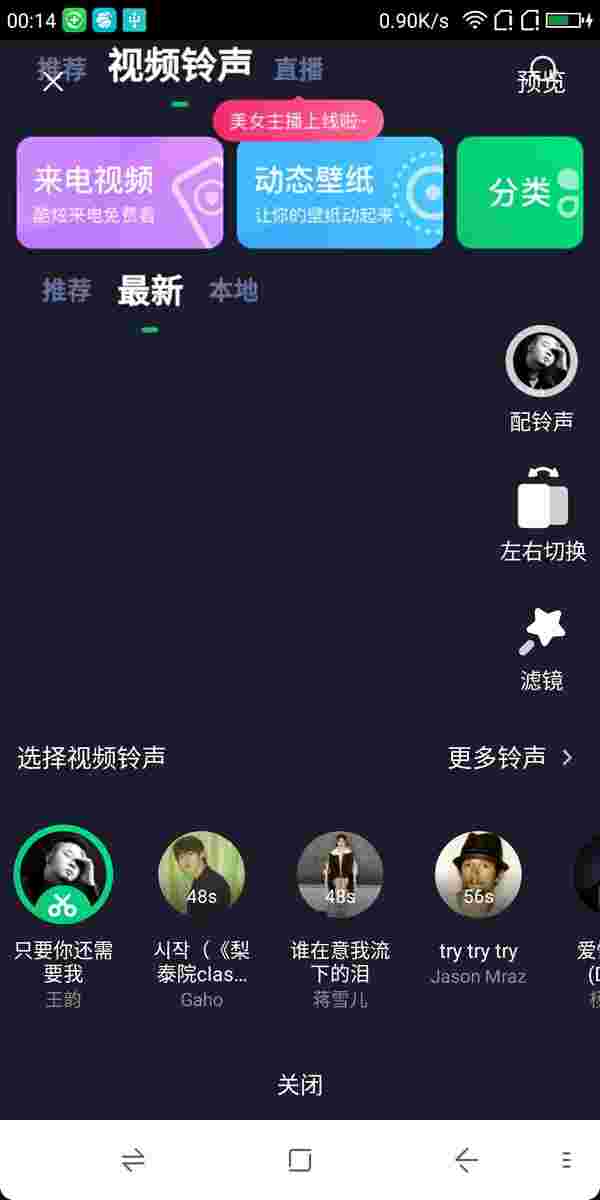 00:14
0.90K/s
推荐
视频铃声
直播
预览
美女主播上线啦~
来电视频
酷炫来电免费看
动态壁纸
让你的壁纸动起来
分类
推荐
最新
本地
配铃声
左右切换
滤镜
选择视频铃声
更多铃声
48s
48s
56s
只要你还需
要我
王韵
시작（《梨
泰院clas...
Gaho
谁在意我流
下的泪
蒋雪儿
try try try
Jason Mraz
关闭